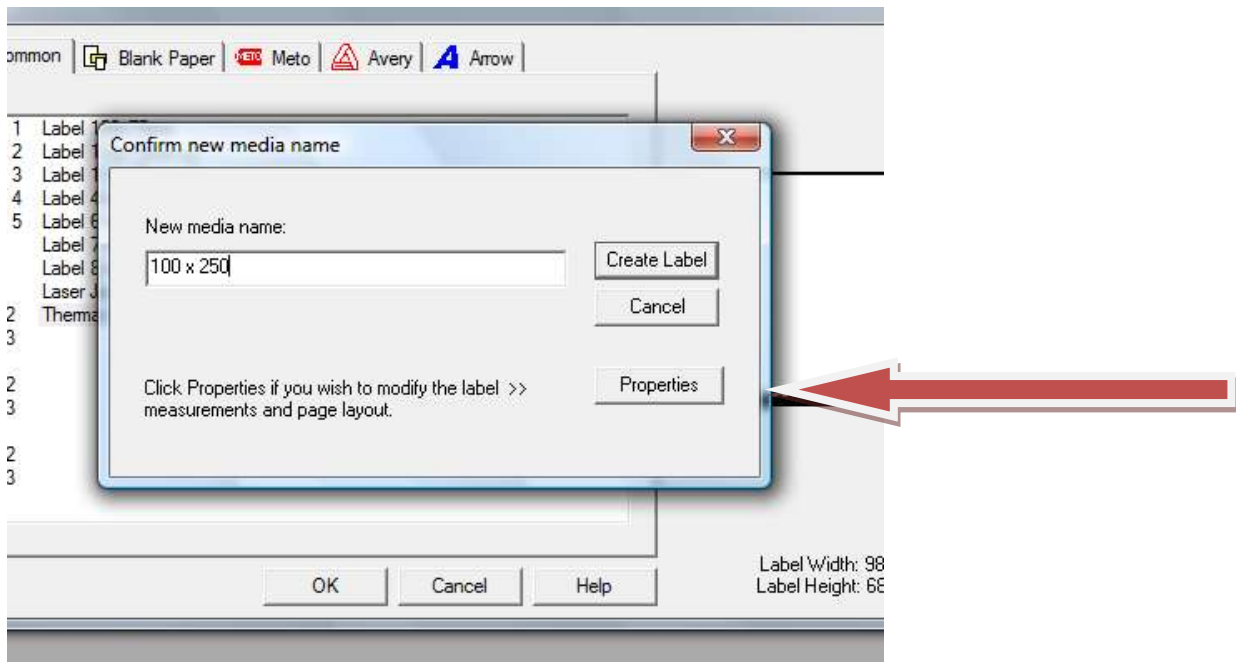 Blank Paper METO Meto Avery Arrow
1 Label
2 Label
3 Label
4 Label
5 Label
Label
Label
Laser
2
3
2
3
2
3
Confirm new media name
New media name:
100 x 250
Create Label
Cancel
Click Properties if you wish to modify the label >>
measurements and page layout.
Properties
OK Cancel Help
Label Width: 98
Label Height: 68